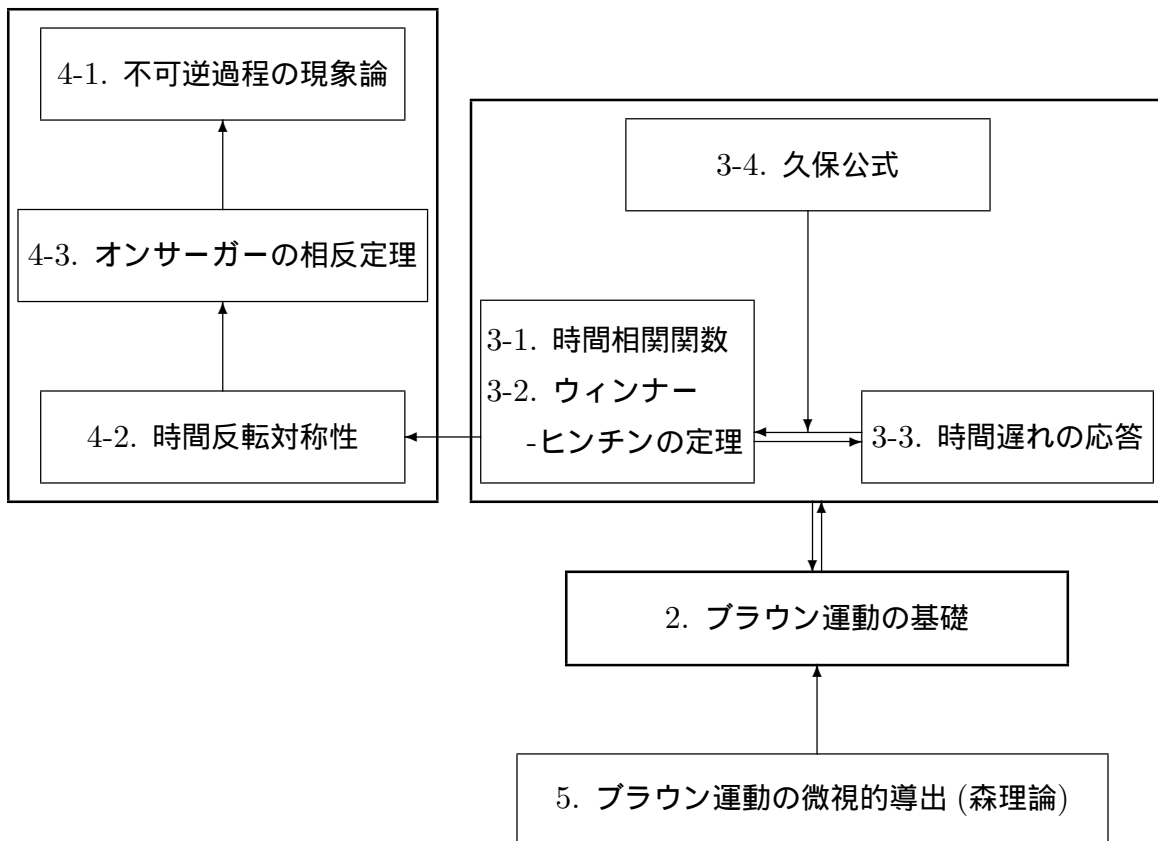 4-1. 不可逆過程の現象論
3-4. 久保公式
4-3. オンサーガーの相反定理
3-1. 時間相関関数
3-2. ウィンナー
-ヒンチンの定理
4-2. 時間反転対称性
3-3. 時間遅れの応答
2. ブラウン運動の基礎
5. ブラウン運動の微視的導出 (森理論)